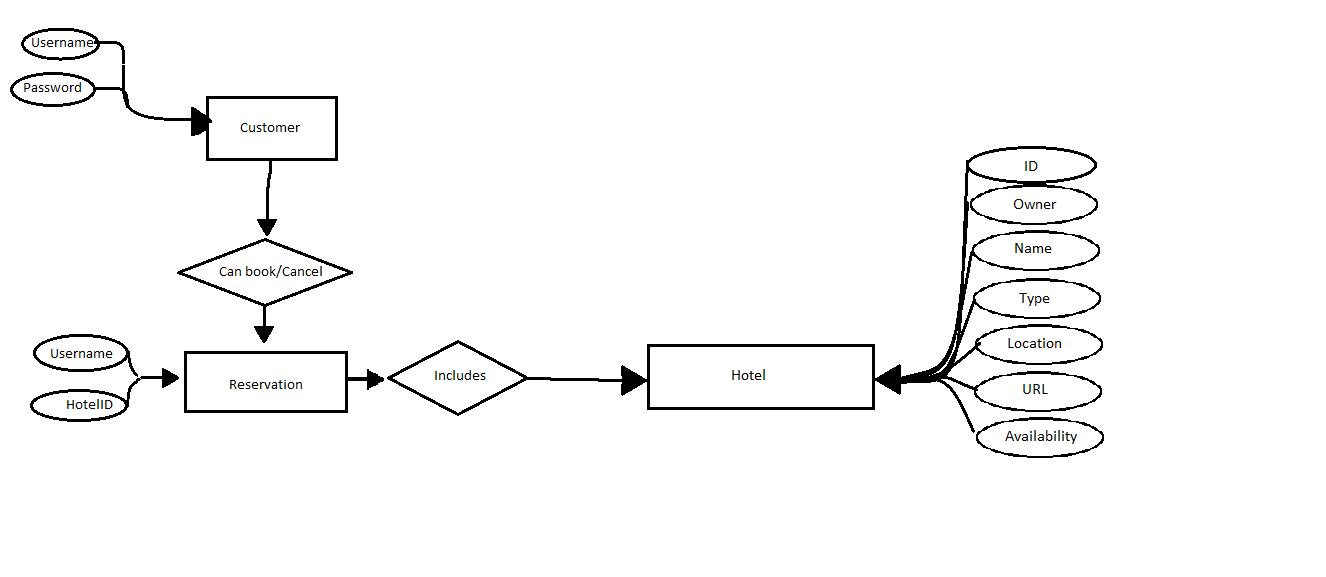 Username
Password
Customer
Can book/Cancel
Username
HotelID
Reservation
Includes
Hotel
ID
Owner
Name
Type
Location
URL
Availability